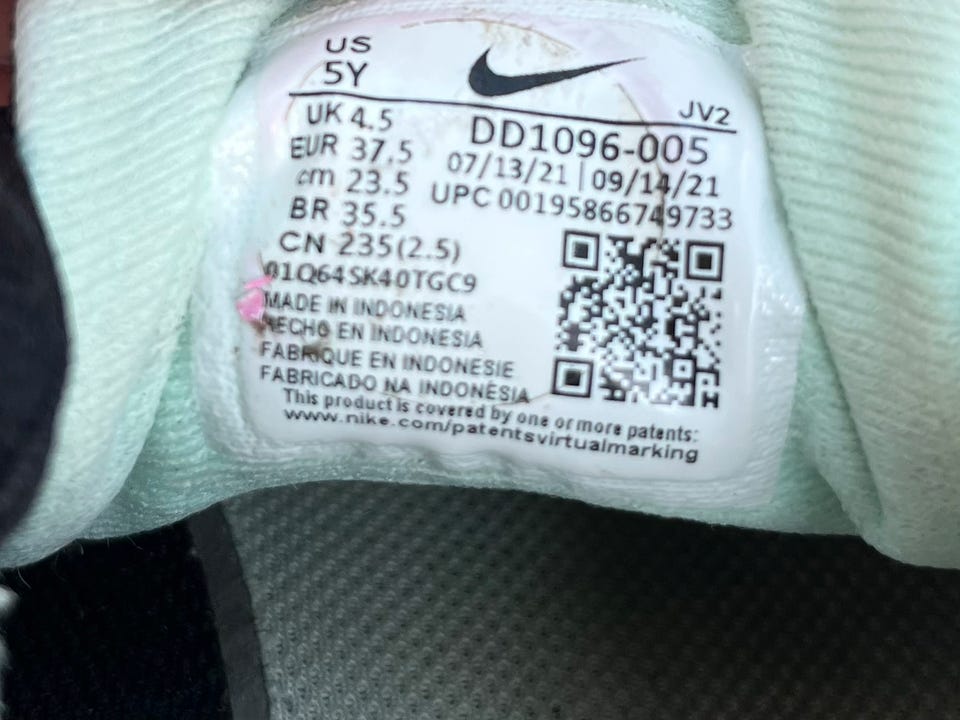 US
5Y
JV2
UK 4.5
EUR 37.5
cm 23.5
BR 35.5
CN 235(2.5)
DD1096-005
07/13/21 | 09/14/21
UPC 00195866749733
01Q64SK40TGC9
MADE IN INDONESIA
HECHO EN INDONESIA
FABRIQUE EN INDONESIE
FABRICADO NA INDONÉSIA
This product is covered by one or more patents:
www.nike.com/patentsvirtualmarking